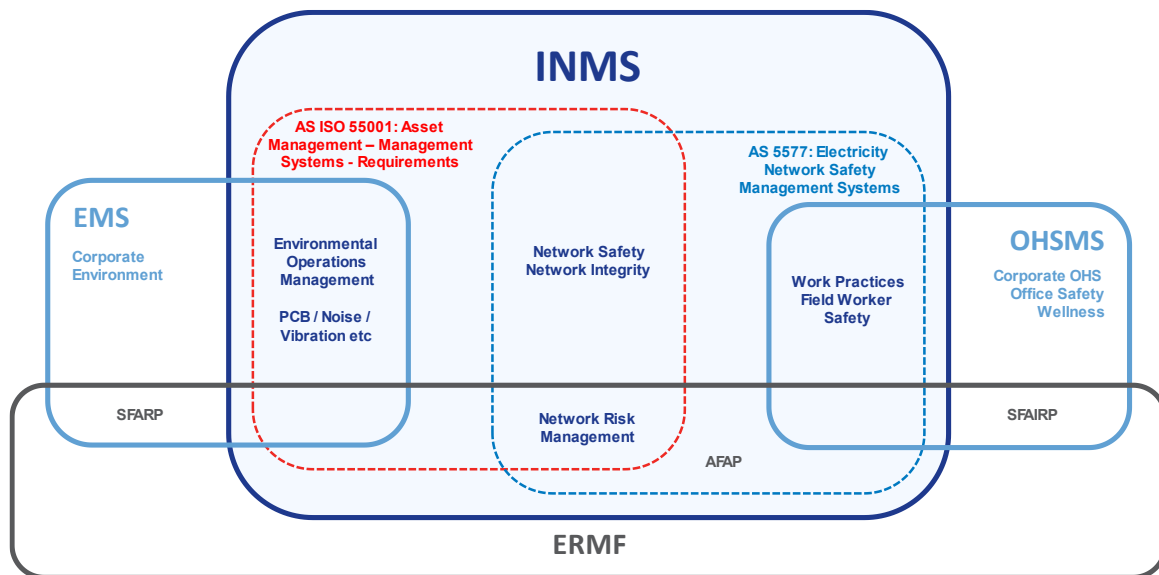 INMS
AS ISO 55001: Asset
Management – Management
Systems - Requirements
AS 5577: Electricity
Network Safety
Management Systems
EMS
Corporate
Environment
Environmental
Operations
Management
PCB / Noise /
Vibration etc
Network Safety
Network Integrity
Work Practices
Field Worker
Safety
OHSMS
Corporate OHS
Office Safety
Wellness
SFARP
Network Risk
Management
AFAP
SFAIRP
ERMF